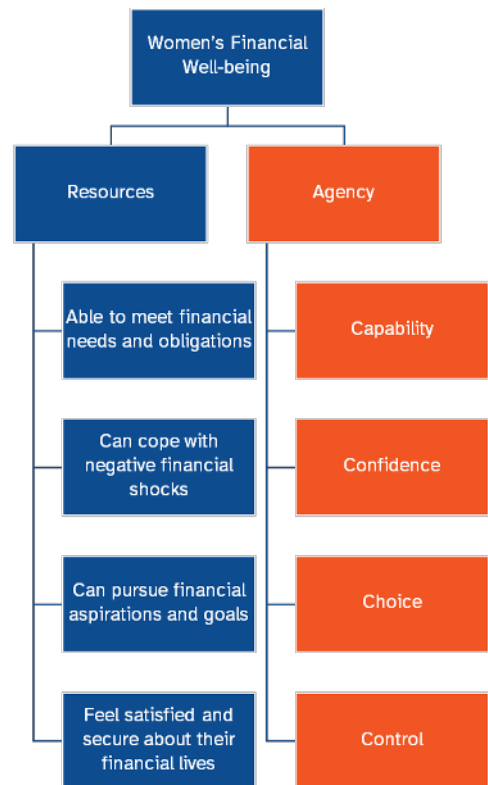 Women's Financial
Well-being
Resources
Agency
Able to meet financial
needs and obligations
Capability
Can cope with
negative financial
shocks
Confidence
Can pursue financial
aspirations and goals
Choice
Feel satisfied and
secure about their
financial lives
Control